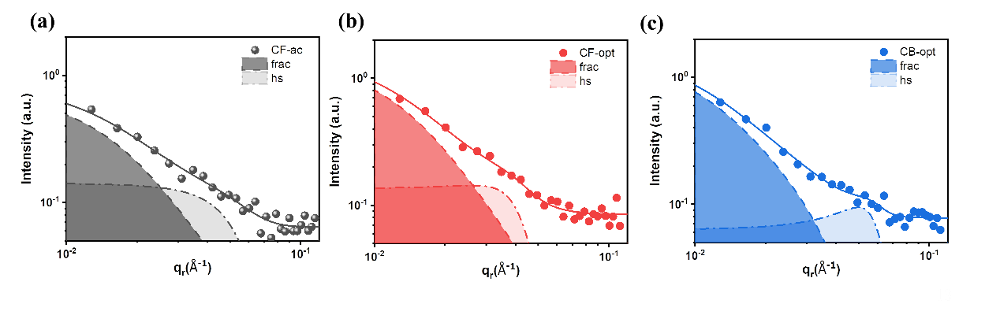 (a)
CF-ac
frac
hs
10⁰
10⁻¹
Intensity (a.u.)
10⁻²
10⁻¹
qᵣ(Å⁻¹)
(b)
CF-opt
frac
hs
10⁰
10⁻¹
Intensity (a.u.)
10⁻²
10⁻¹
qᵣ(Å⁻¹)
(c)
CB-opt
frac
hs
10⁰
10⁻¹
Intensity (a.u.)
10⁻²
10⁻¹
qᵣ(Å⁻¹)